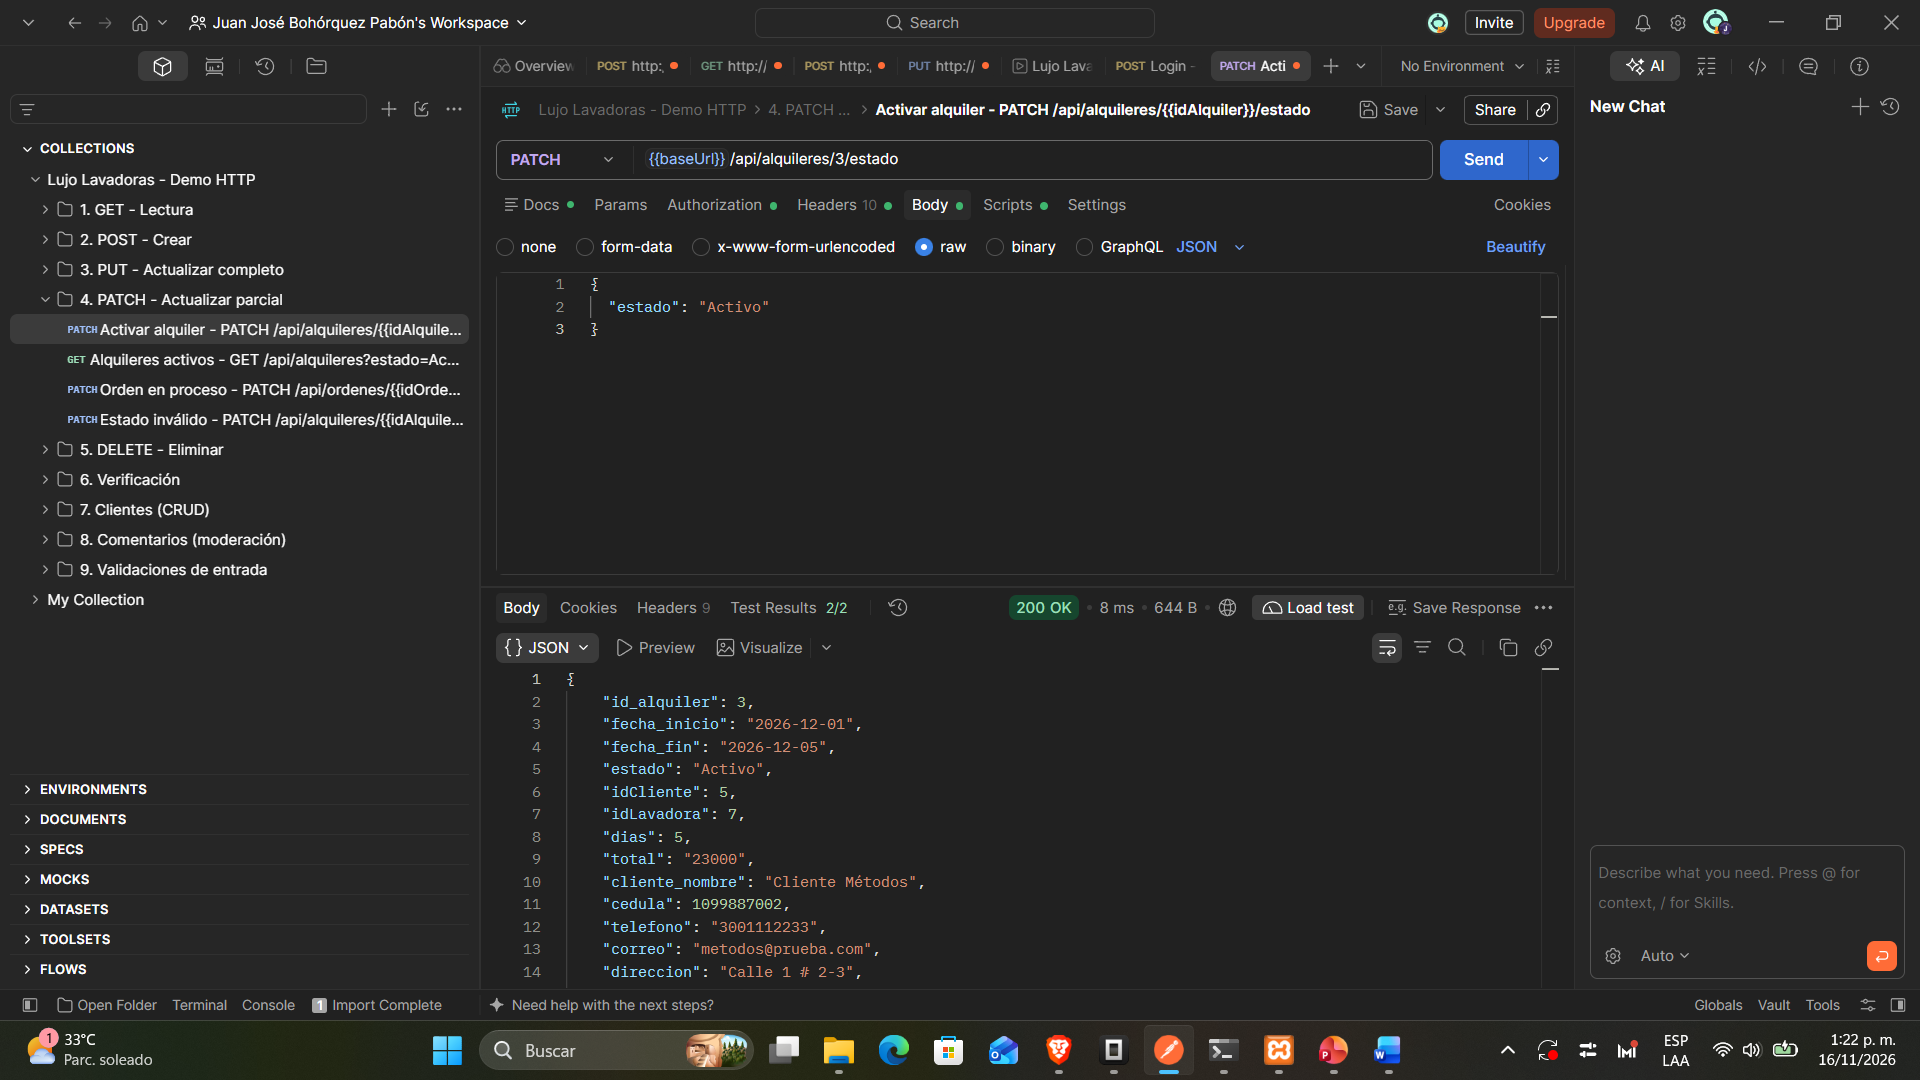 Juan José Bohórquez Pabón's Workspace
Search
Invite
Upgrade
J
Overview
POST http:,
GET http://
POST http:,
PUT http://
Lujo Lava
POST Login -
PATCH Acti
No Environment
AI
COLLECTIONS
Lujo Lavadoras - Demo HTTP
1. GET - Lectura
2. POST - Crear
3. PUT - Actualizar completo
4. PATCH - Actualizar parcial
PATCH Activar alquiler - PATCH /api/alquileres/{{idAlquile...
GET Alquileres activos - GET /api/alquileres?estado=Ac...
PATCH Orden en proceso - PATCH /api/ordenes/{{idOrde...
PATCH Estado inválido - PATCH /api/alquileres/{{idAlquile...
5. DELETE - Eliminar
6. Verificación
7. Clientes (CRUD)
8. Comentarios (moderación)
9. Validaciones de entrada
My Collection
ENVIRONMENTS
DOCUMENTS
SPECS
MOCKS
DATASETS
TOOLSETS
FLOWS
HTTP Lujo Lavadoras - Demo HTTP > 4. PATCH ... > Activar alquiler - PATCH /api/alquileres/{{idAlquiler}}/estado
Save
Share
PATCH
{{baseUrl}} /api/alquileres/3/estado
Send
Docs
Params
Authorization
Headers 10
Body
Scripts
Settings
Cookies
none
form-data
x-www-form-urlencoded
raw
binary
GraphQL
JSON
Beautify
1 {
2 "estado": "Activo"
3 }
Body
Cookies
Headers 9
Test Results 2/2
200 OK
8 ms
644 B
Load test
e.g. Save Response
{} JSON
Preview
Visualize
1 {
2 "id_alquiler": 3,
3 "fecha_inicio": "2026-12-01",
4 "fecha_fin": "2026-12-05",
5 "estado": "Activo",
6 "idCliente": 5,
7 "idLavadora": 7,
8 "dias": 5,
9 "total": "23000",
10 "cliente_nombre": "Cliente Métodos",
11 "cedula": 1099887002,
12 "telefono": "3001112233",
13 "correo": "metodos@prueba.com",
14 "direccion": "Calle 1 # 2-3",
New Chat
Describe what you need. Press @ for
context, / for Skills.
Auto
Open Folder
Terminal
Console
1 Import Complete
Need help with the next steps?
Globals
Vault
Tools
1
33°C
Parc. soleado
Buscar
ESP
LAA
1:22 p. m.
16/11/2026